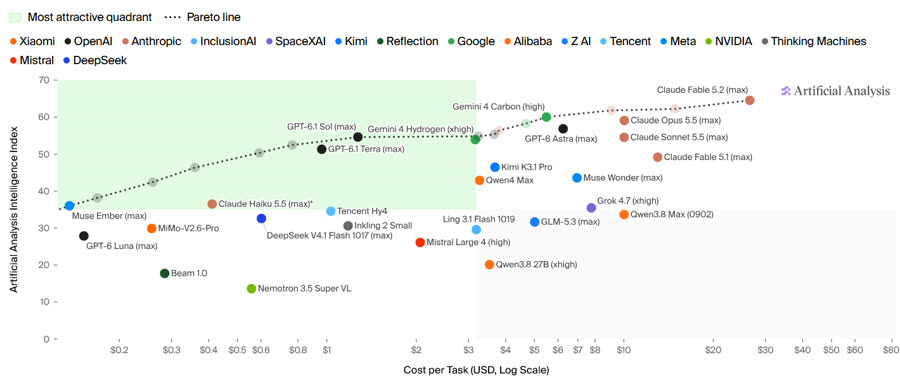 Most attractive quadrant Pareto line
Xiaomi OpenAI Anthropic InclusionAI SpaceXAI Kimi Reflection Google Alibaba Z AI Tencent Meta NVIDIA Thinking Machines
Mistral DeepSeek
Artificial Analysis Intelligence Index
70
60
50
40
30
20
10
0
Artificial Analysis
Claude Fable 5.2 (max)
Gemini 4 Carbon (high)
GPT-6.1 Sol (max)
Gemini 4 Hydrogen (xhigh)
Claude Opus 5.5 (max)
GPT-6 Astra (max)
Claude Sonnet 5.5 (max)
GPT-6.1 Terra (max)
Claude Fable 5.1 (max)
Kimi K3.1 Pro
Muse Wonder (max)
Qwen4 Max
Claude Haiku 5.5 (max)*
Muse Ember (max)
Tencent Hy4
Grok 4.7 (xhigh)
Qwen3.8 Max (0902)
DeepSeek V4.1 Flash 1017 (max)
GLM-5.3 (max)
Inkling 2 Small
Ling 3.1 Flash 1019
MiMo-V2.6-Pro
GPT-6 Luna (max)
Mistral Large 4 (high)
Qwen3.8 27B (xhigh)
Beam 1.0
Nemotron 3.5 Super VL
$0.2 $0.3 $0.4 $0.5 $0.6 $0.8 $1 $2 $3 $4 $5 $6 $7 $8 $10 $20 $30 $40 $50 $60 $80
Cost per Task (USD, Log Scale)